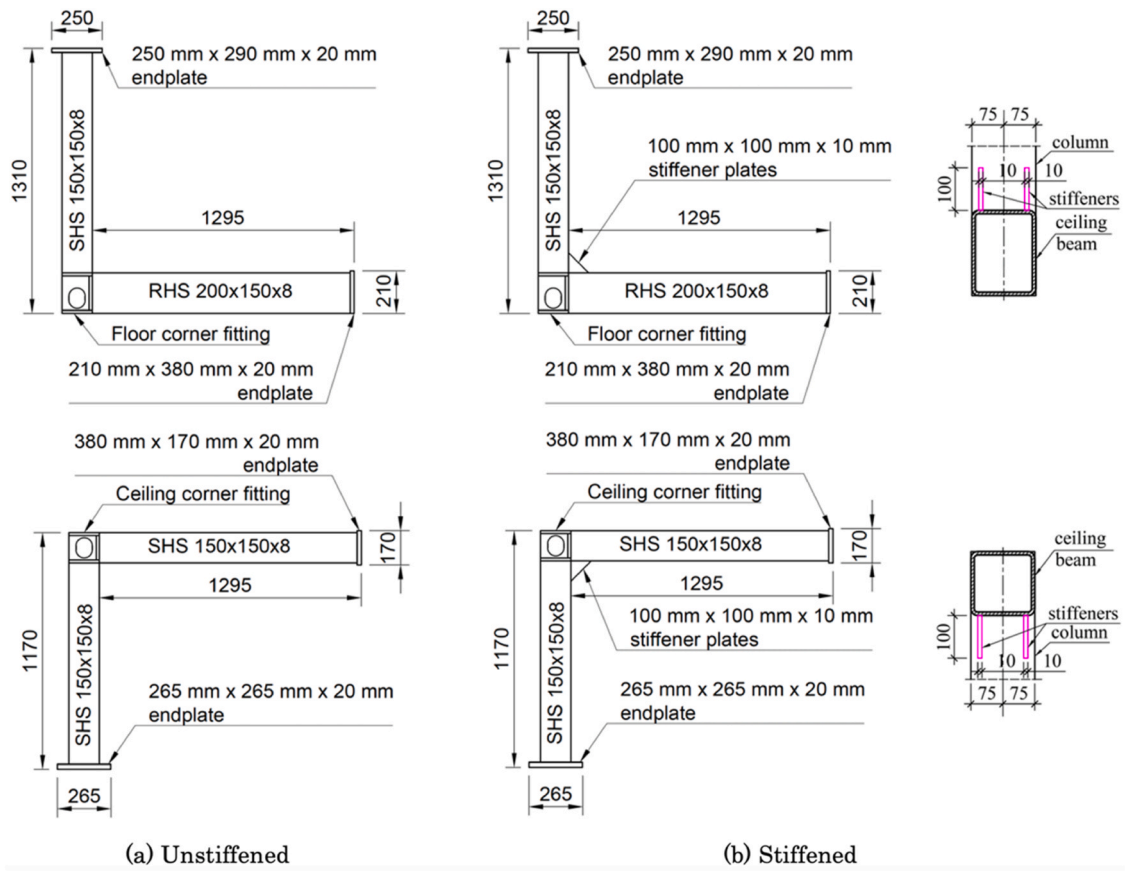 250
250 mm x 290 mm x 20 mm
endplate
SHS 150x150x8
1310
1295
RHS 200x150x8
210
Floor corner fitting
210 mm x 380 mm x 20 mm
endplate
250
250 mm x 290 mm x 20 mm
endplate
SHS 150x150x8
1310
100 mm x 100 mm x 10 mm
stiffener plates
1295
RHS 200x150x8
210
Floor corner fitting
210 mm x 380 mm x 20 mm
endplate
75 75
column
100
10 10
stiffeners
ceiling
beam
380 mm x 170 mm x 20 mm
endplate
Ceiling corner fitting
SHS 150x150x8
170
1295
1170
SHS 150x150x8
265 mm x 265 mm x 20 mm
endplate
265
380 mm x 170 mm x 20 mm
endplate
Ceiling corner fitting
SHS 150x150x8
170
1295
1170
SHS 150x150x8
100 mm x 100 mm x 10 mm
stiffener plates
265 mm x 265 mm x 20 mm
endplate
265
ceiling
beam
stiffeners
column
100
10 10
75 75
(a) Unstiffened
(b) Stiffened